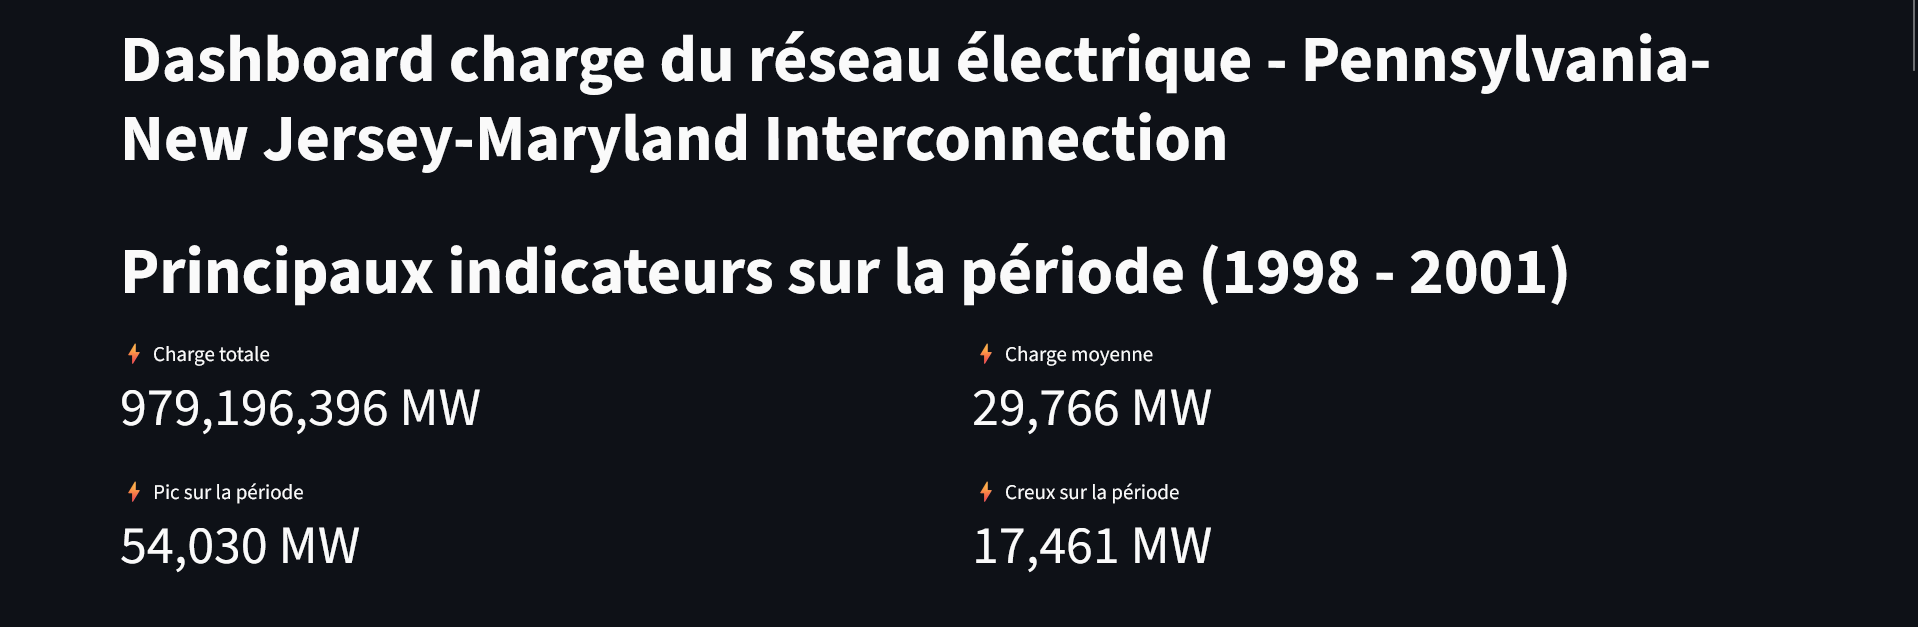 Dashboard charge du réseau électrique - Pennsylvania-
New Jersey-Maryland Interconnection
Principaux indicateurs sur la période (1998 - 2001)
⚡ Charge totale
979,196,396 MW
⚡ Charge moyenne
29,766 MW
⚡ Pic sur la période
54,030 MW
⚡ Creux sur la période
17,461 MW